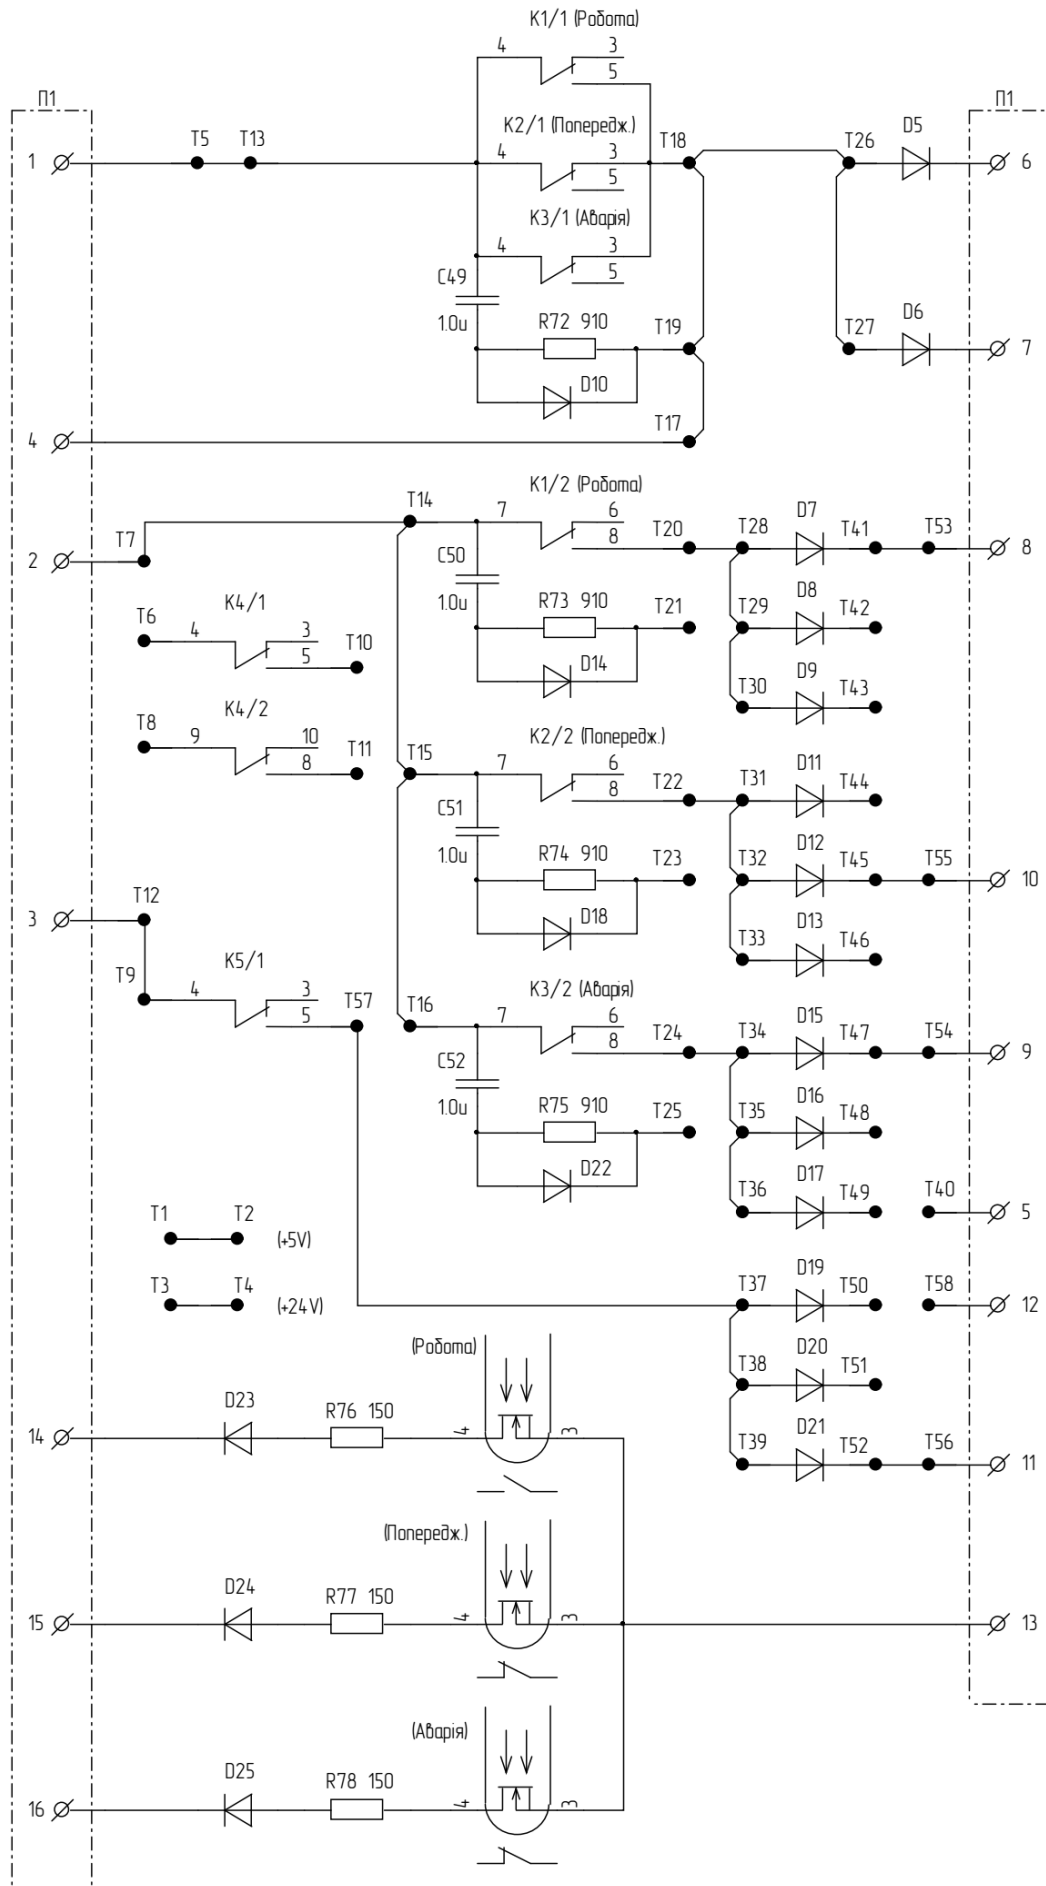 K1/1 (Робота)
4 3
5
П1 П1
K2/1 (Попередж.)
T5 T13 T18 T26 D5
1 4 3 6
5
K3/1 (Аварія)
4 3
5
C49
1.0u
R72 910 T19 T27 D6
7
D10
T17
4
K1/2 (Робота)
T14 7 6 D7
8 T20 T28 T41 T53 8
T7
2
C50
1.0u
D8
R73 910 T21 T29 T42
K4/1
T6 4 3
5 T10
D14 D9
T30 T43
K4/2
T8 9 10
8 T11
K2/2 (Попередж.)
T15 7 6 D11
8 T22 T31 T44
C51
1.0u
D12
R74 910 T23 T32 T45 T55 10
T12
3
D18 D13
T33 T46
K5/1
T9 4 3
5 T57
K3/2 (Аварія)
T16 7 6 D15
8 T24 T34 T47 T54 9
C52
1.0u
D16
R75 910 T25 T35 T48
D22 D17
T36 T49 T40 5
T1 T2 (+5V)
T3 T4 (+24V)
D19
T37 T50 T58 12
(Робота)
D20
T38 T51
D23 R76 150
14 4 3
D21
T39 T52 T56 11
(Попередж.)
D24 R77 150
15 4 3 13
(Аварія)
D25 R78 150
16 4 3